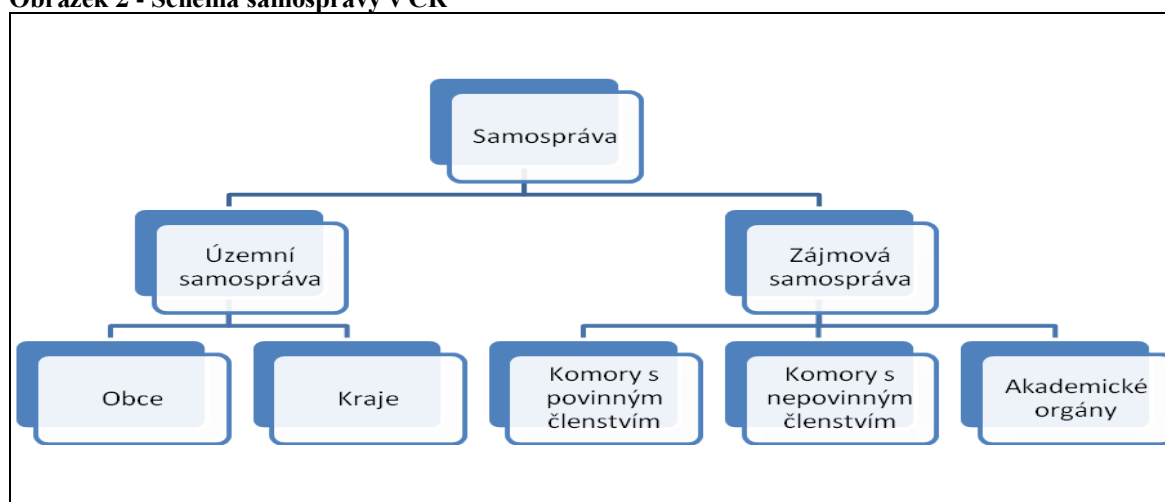 Obrázek 2 - Schéma samosprávy v ČR
Samospráva
Územní
samospráva
Zájmová
samospráva
Obce
Kraje
Komory s
povinným
členstvím
Komory s
nepovinným
členstvím
Akademické
orgány